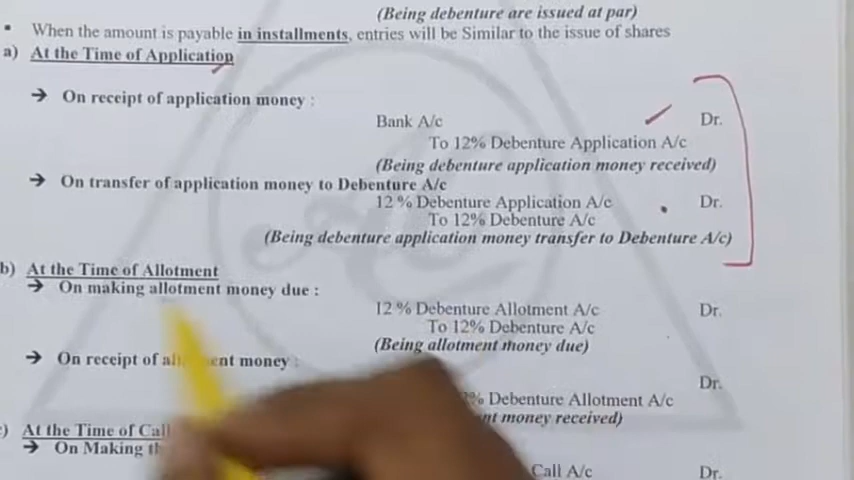 (Being debenture are issued at par)
▪ When the amount is payable in installments, entries will be Similar to the issue of shares
a) At the Time of Application
→ On receipt of application money :
Bank A/c Dr.
To 12% Debenture Application A/c
(Being debenture application money received)
→ On transfer of application money to Debenture A/c
12 % Debenture Application A/c Dr.
To 12% Debenture A/c
(Being debenture application money transfer to Debenture A/c)
b) At the Time of Allotment
→ On making allotment money due :
12 % Debenture Allotment A/c Dr.
To 12% Debenture A/c
(Being allotment money due)
→ On receipt of money :
Dr.
% Debenture Allotment A/c
money received)
) At the Time of Call
→ On Making
Call A/c Dr.